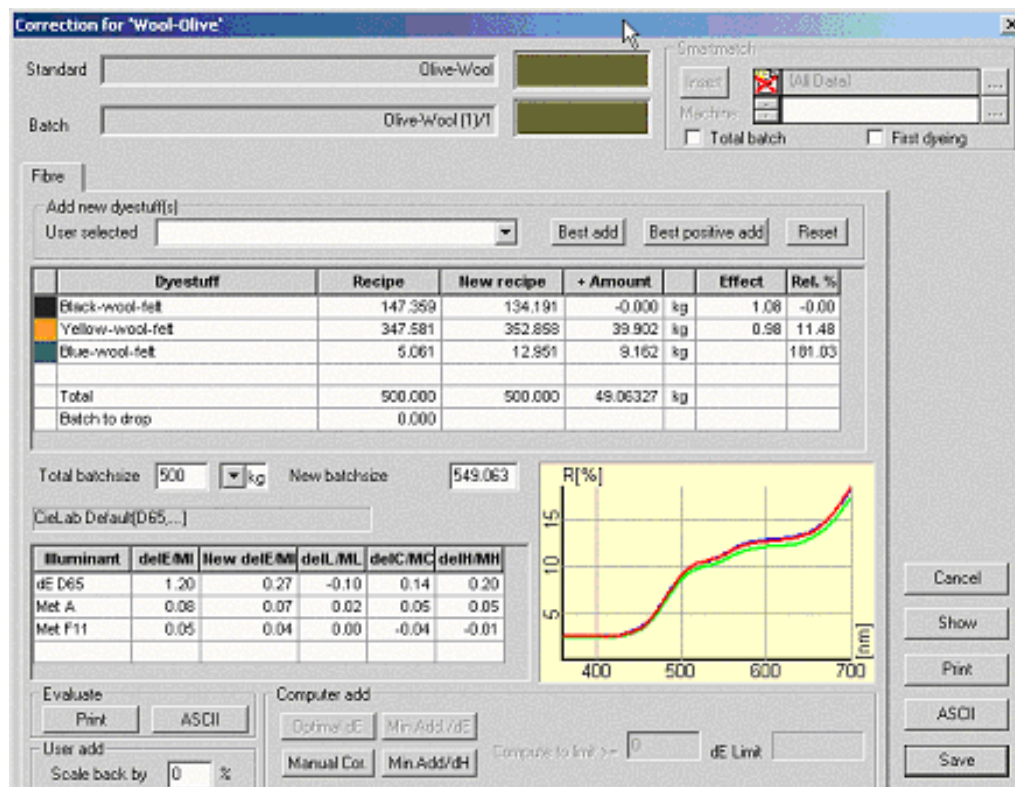 Correction for 'Wool-Olive'
Smartmatch
Standard Olive-Wool
Insert (All Data) ...
Batch Olive-Wool (1)/1
Machine ...
Total batch First dyeing
Fibre
Add new dyestuff(s)
User selected Best add Best positive add Reset
Dyestuff Recipe New recipe + Amount Effect Rel. %
Black-wool-felt 147.359 134.191 -0.000 kg 1.08 -0.00
Yellow-wool-felt 347.581 352.858 39.902 kg 0.98 11.48
Blue-wool-felt 5.061 12.951 9.162 kg 181.03
Total 500.000 500.000 49.06327 kg
Batch to drop 0.000
Total batchsize 500 kg New batchsize 549.063
CieLab Default(D65,...]
R[%]
15
10
5
400 500 600 700
[nm]
Illuminant delE/MI New delE/MI delL/ML delC/MC delH/MH
dE D65 1.20 0.27 -0.10 0.14 0.20
Met A 0.08 0.07 0.02 0.05 0.05
Met F11 0.05 0.04 0.00 -0.04 -0.01
Cancel
Show
Print
ASCII
Save
Evaluate
Print ASCII
Computer add
Optimal dE Min.Add./dE
Manual Cor. Min.Add/dH
Compute to limit >= 0 dE Limit
User add
Scale back by 0 %